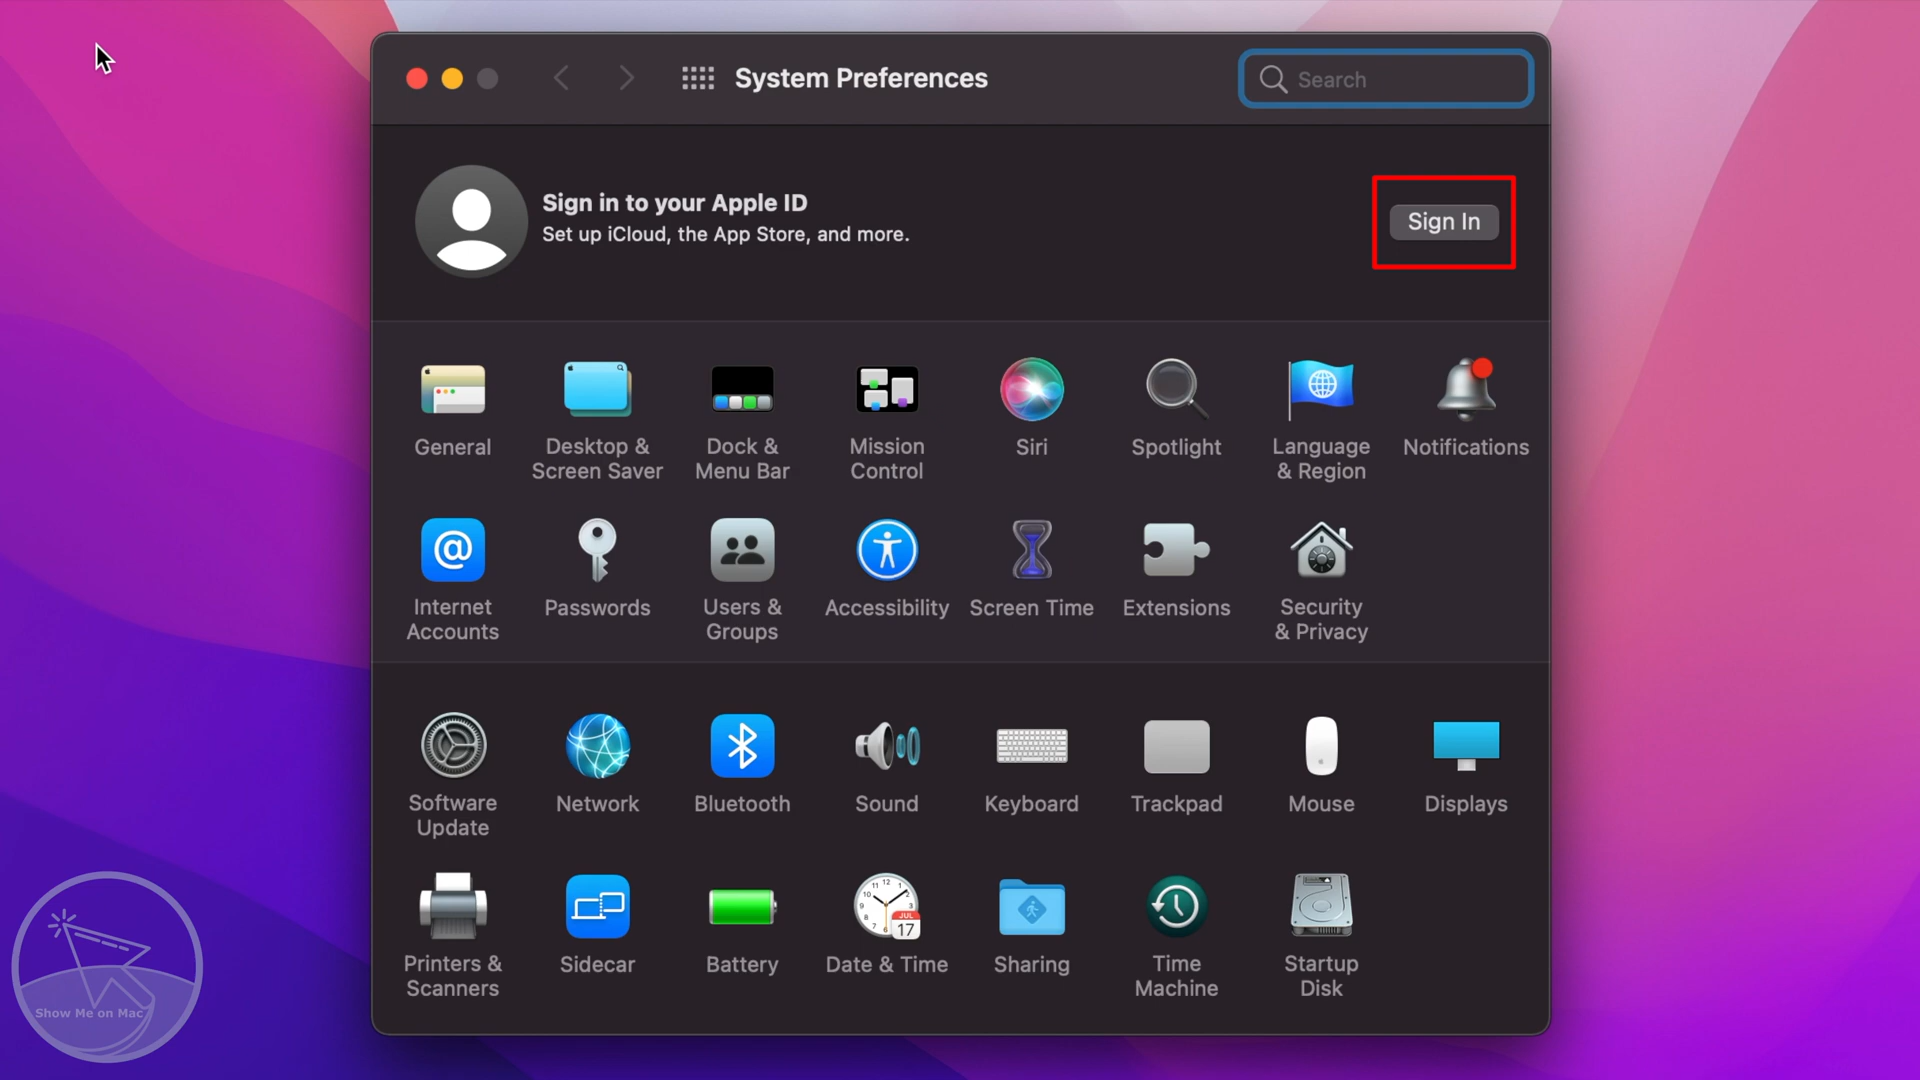 System Preferences
Search
Sign in to your Apple ID
Set up iCloud, the App Store, and more.
Sign In
General
Desktop &
Screen Saver
Dock &
Menu Bar
Mission
Control
Siri
Spotlight
Language
& Region
Notifications
Internet
Accounts
Passwords
Users &
Groups
Accessibility
Screen Time
Extensions
Security
& Privacy
Software
Update
Network
Bluetooth
Sound
Keyboard
Trackpad
Mouse
Displays
Printers &
Scanners
Sidecar
Battery
JUL
17
Date & Time
Sharing
Time
Machine
Startup
Disk
Show Me on Mac